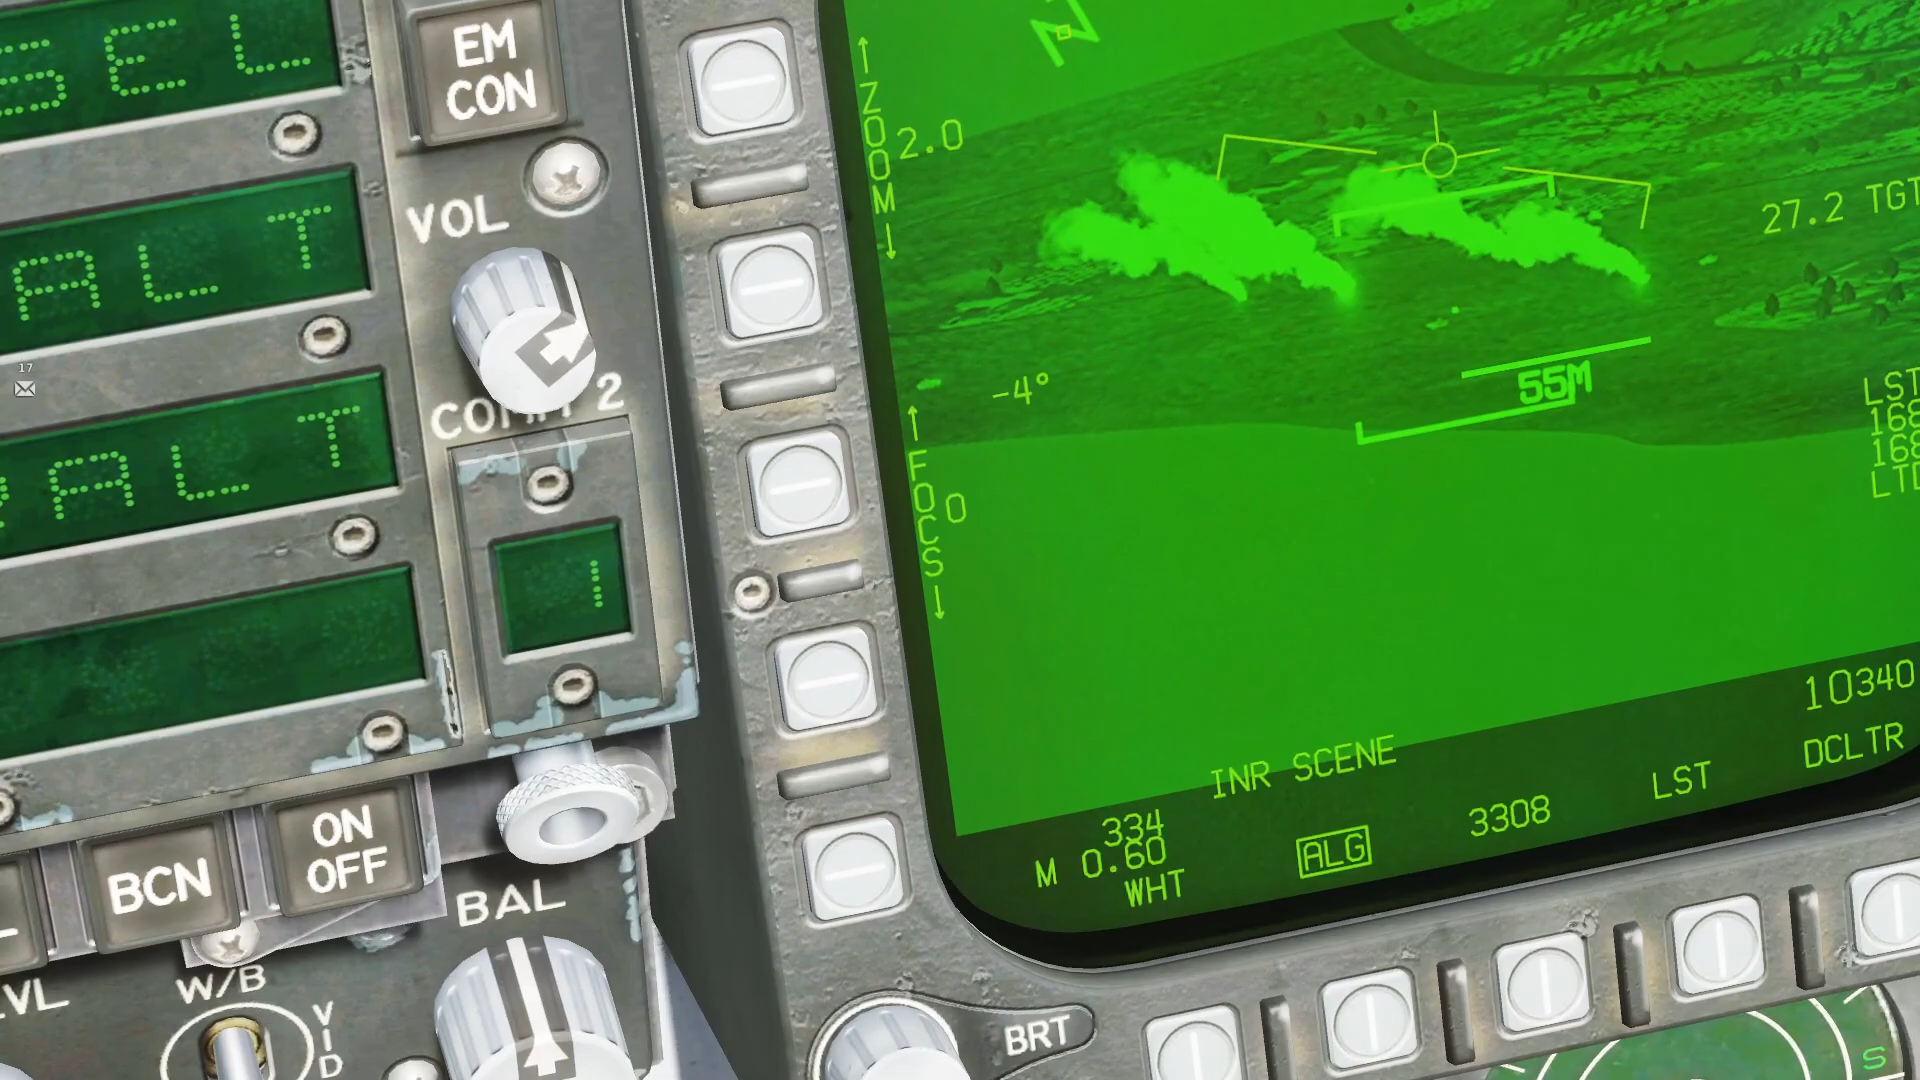 SEL
ALT
ALT
17
EM
CON
VOL
COMM 2
1
BCN
ON
OFF
BAL
W/B
VID
ZOOM
2.0
N
27.2 TGT
-4°
55M
FOCS
0
LST
168
168
LTD
10340
INR SCENE
DCLTR
334
M 0.60
WHT
ALG
3308
LST
BRT
S